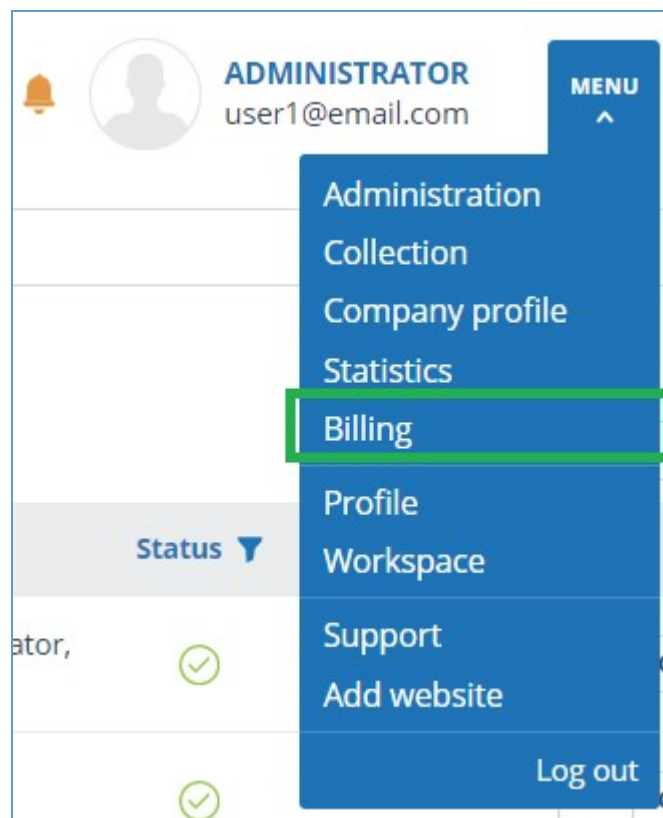 ADMINISTRATOR
user1@email.com
MENU
Administration
Collection
Company profile
Statistics
Billing
Profile
Status
Workspace
ator,
Support
Add website
Log out